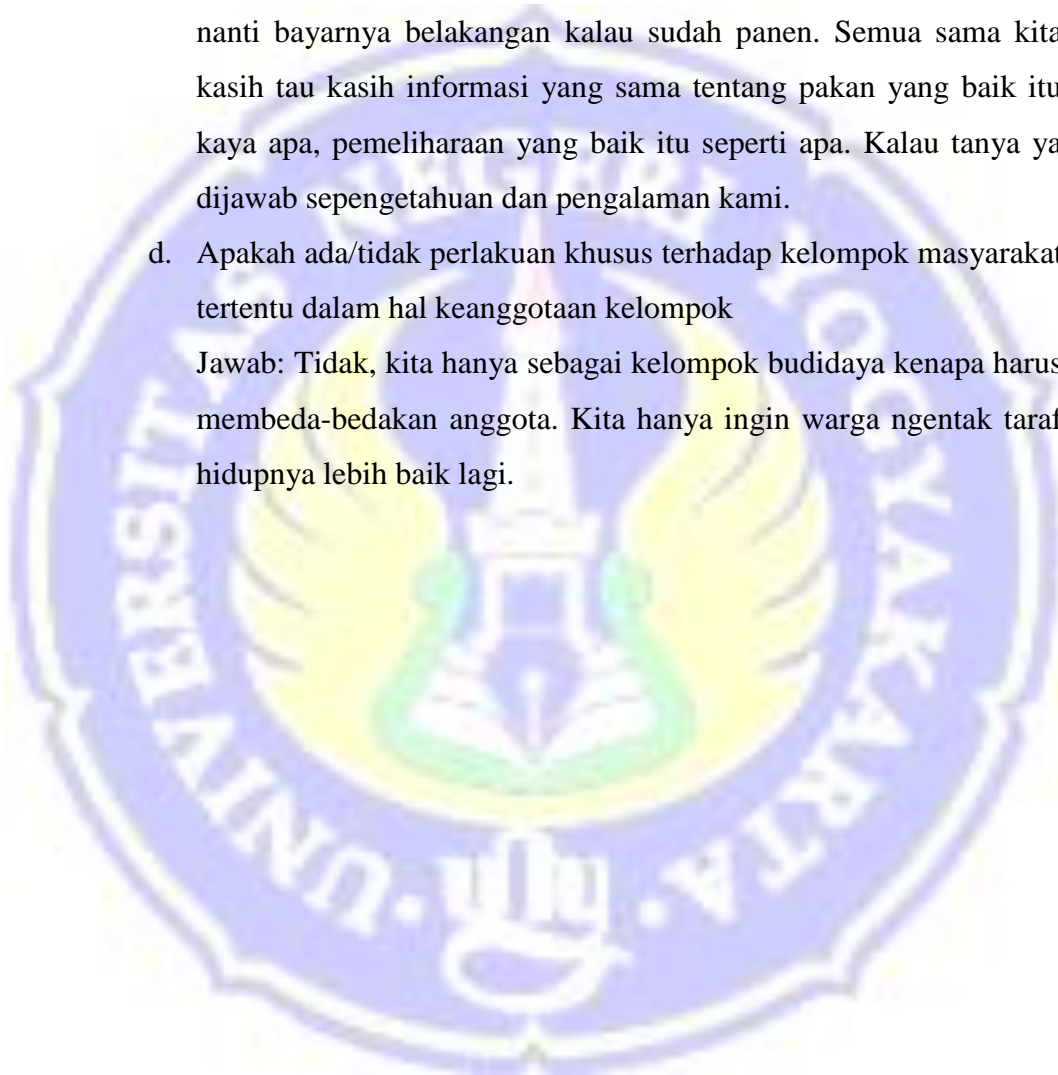 nanti bayarnya belakangan kalau sudah panen. Semua sama kita
kasih tau kasih informasi yang sama tentang pakan yang baik itu
kaya apa, pemeliharaan yang baik itu seperti apa. Kalau tanya ya
dijawab sepengetahuan dan pengalaman kami.
d. Apakah ada/tidak perlakuan khusus terhadap kelompok masyarakat
tertentu dalam hal keanggotaan kelompok
Jawab: Tidak, kita hanya sebagai kelompok budidaya kenapa harus
membeda-bedakan anggota. Kita hanya ingin warga ngentak taraf
hidupnya lebih baik lagi.
UNIVERSITAS NEGERI YOGYAKARTA